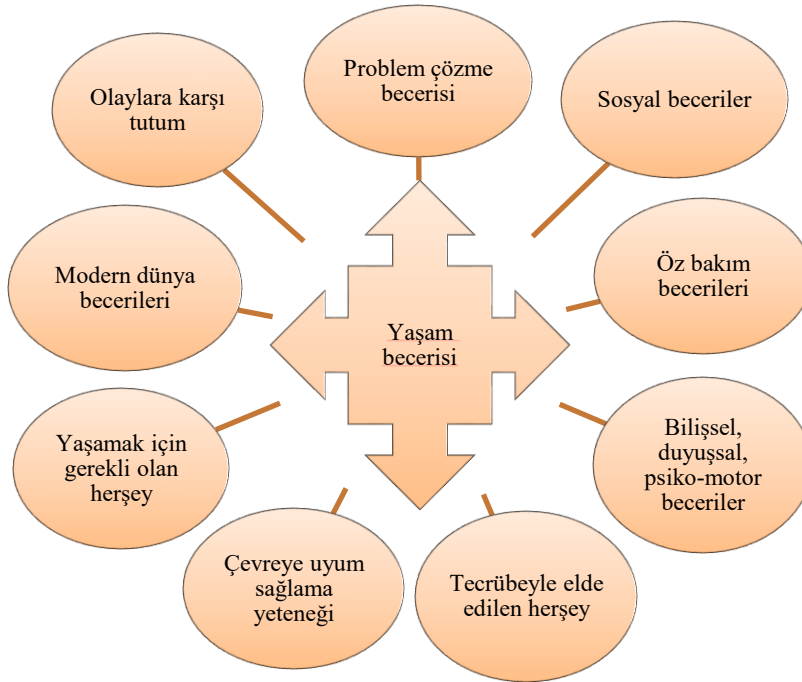 Problem çözme
becerisi
Sosyal beceriler
Öz bakım
becerileri
Bilişsel,
duyuşsal,
psiko-motor
beceriler
Tecrübeyle elde
edilen herşey
Çevreye uyum
sağlama
yeteneği
Yaşamak için
gerekli olan
herşey
Modern dünya
becerileri
Olaylara karşı
tutum
Yaşam
becerisi